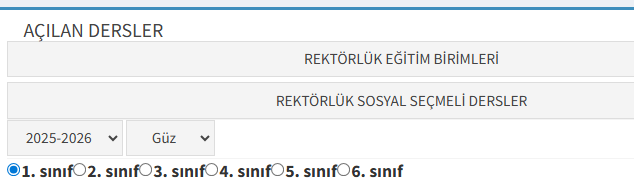 AÇILAN DERSLER
REKTÖRLÜK EĞİTİM BİRİMLERİ
REKTÖRLÜK SOSYAL SEÇMELİ DERSLER
2025-2026 Güz
1. sınıf 2. sınıf 3. sınıf 4. sınıf 5. sınıf 6. sınıf